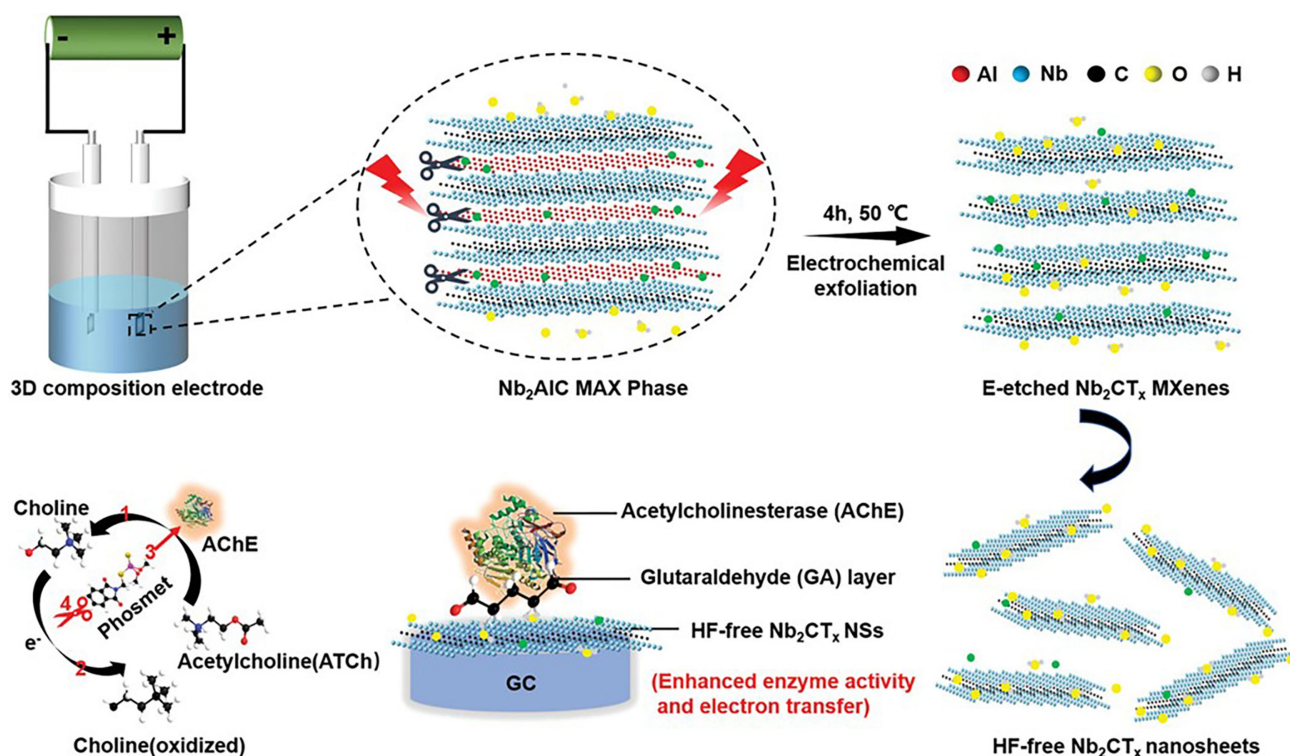 - +
Al Nb C O H
4h, 50 ℃
Electrochemical
exfoliation
3D composition electrode
Nb₂AlC MAX Phase
E-etched Nb₂CTₓ MXenes
Choline
1
AChE
3
Phosmet
4
e⁻
Acetylcholine(ATCh)
2
Choline(oxidized)
Acetylcholinesterase (AChE)
Glutaraldehyde (GA) layer
HF-free Nb₂CTₓ NSs
GC
(Enhanced enzyme activity
and electron transfer)
HF-free Nb₂CTₓ nanosheets